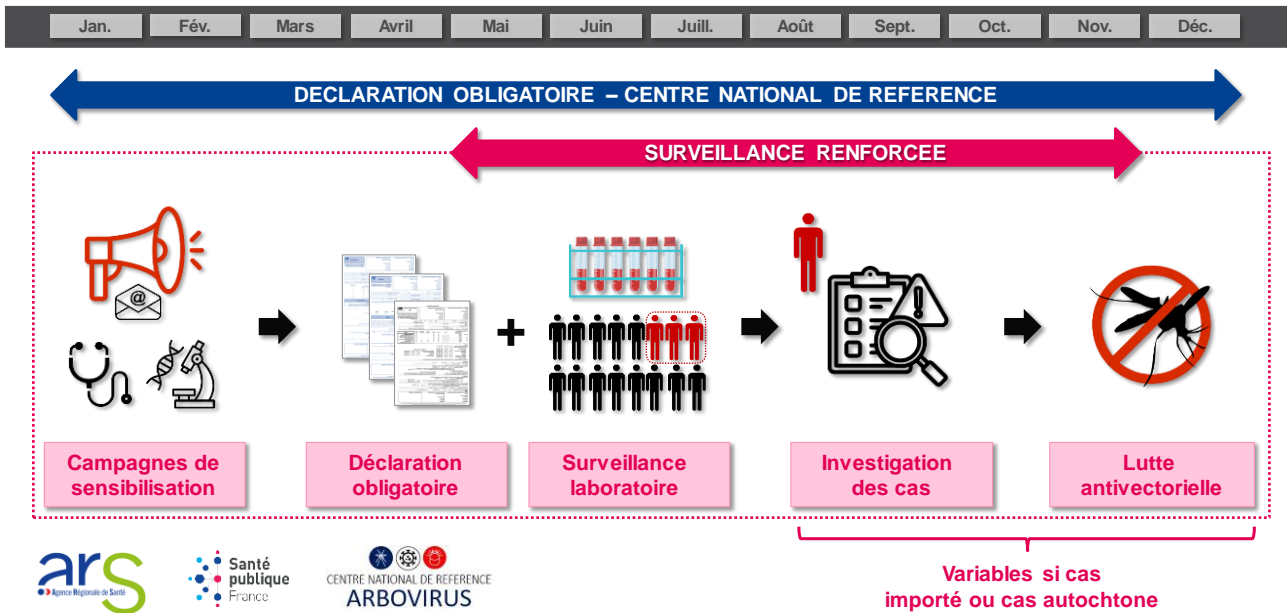 Jan. Fév. Mars Avril Mai Juin Juill. Août Sept. Oct. Nov. Déc.
DECLARATION OBLIGATOIRE – CENTRE NATIONAL DE REFERENCE
SURVEILLANCE RENFORCEE
@
+
Campagnes de
sensibilisation
Déclaration
obligatoire
Surveillance
laboratoire
Investigation
des cas
Lutte
antivectorielle
ars
Agence Régionale de Santé
Santé
publique
France
CENTRE NATIONAL DE REFERENCE
ARBOVIRUS
Variables si cas
importé ou cas autochtone